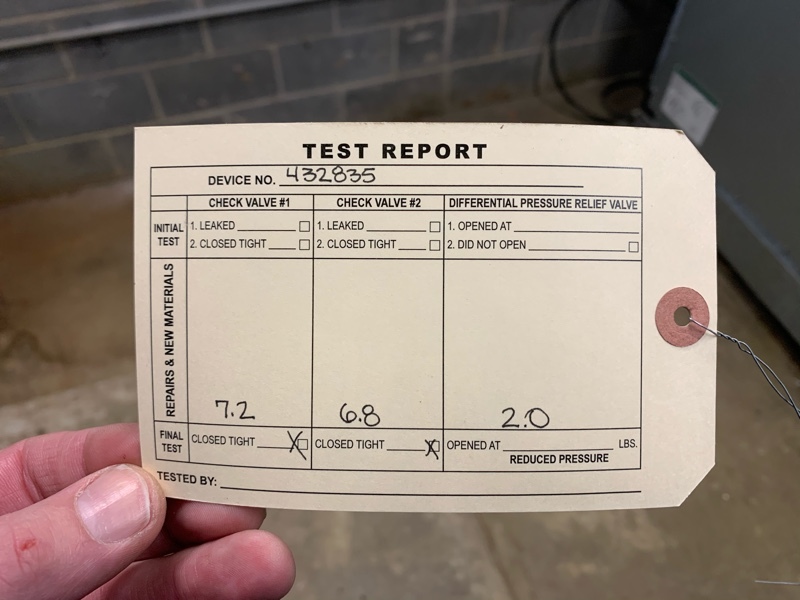 TEST REPORT
DEVICE NO. 432835
CHECK VALVE #1 CHECK VALVE #2 DIFFERENTIAL PRESSURE RELIEF VALVE
INITIAL TEST
1. LEAKED 1. LEAKED 1. OPENED AT
2. CLOSED TIGHT 2. CLOSED TIGHT 2. DID NOT OPEN
REPAIRS & NEW MATERIALS
7.2 6.8 2.0
FINAL TEST
CLOSED TIGHT X CLOSED TIGHT X OPENED AT LBS.
REDUCED PRESSURE
TESTED BY: